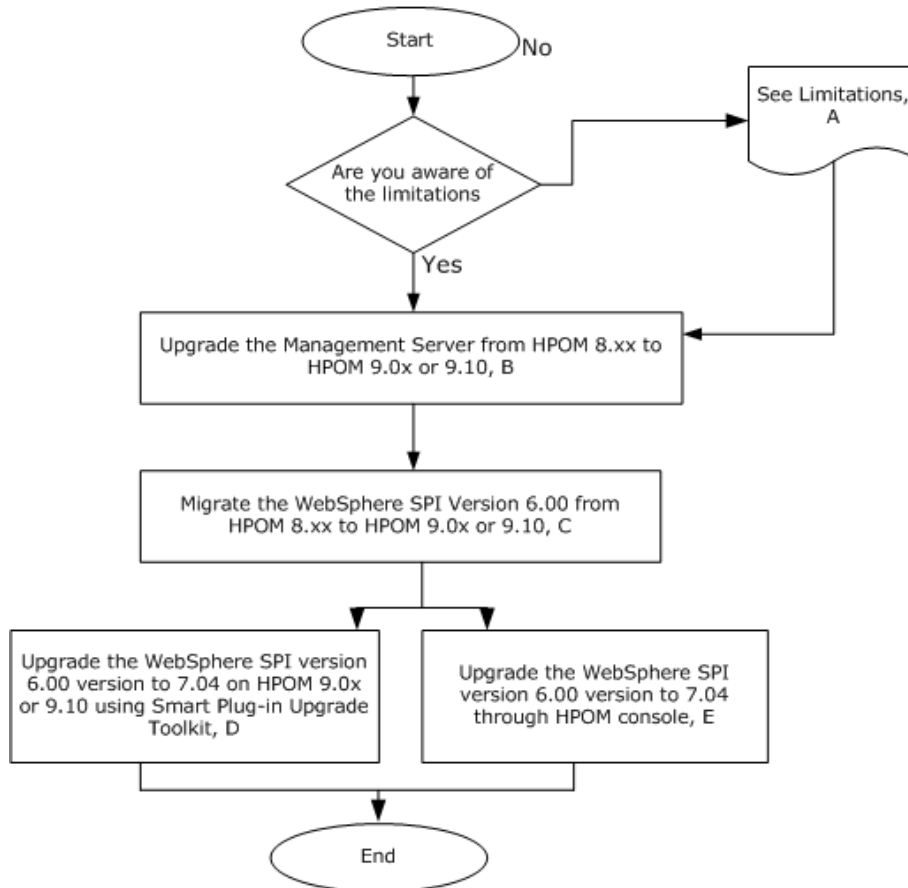 Start
No
See Limitations,
A
Are you aware of
the limitations
Yes
Upgrade the Management Server from HPOM 8.xx to
HPOM 9.0x or 9.10, B
Migrate the WebSphere SPI Version 6.00 from
HPOM 8.xx to HPOM 9.0x or 9.10, C
Upgrade the WebSphere SPI version
6.00 version to 7.04 on HPOM 9.0x
or 9.10 using Smart Plug-in Upgrade
Toolkit, D
Upgrade the WebSphere SPI
version 6.00 version to 7.04
through HPOM console, E
End